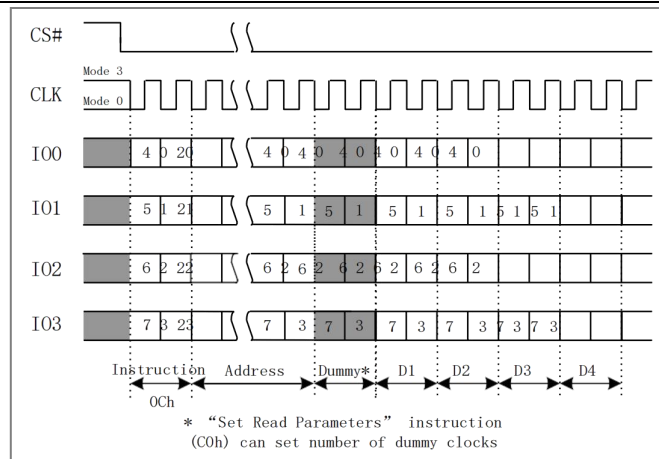 CS#
Mode 3
CLK
Mode 0
IO0 4 0 20 4 0 4 0 4 0 4 0 4 0 4 0
IO1 5 1 21 5 1 5 1 5 1 5 1 5 1 5 1
IO2 6 2 22 6 2 6 2 6 2 6 2 6 2 6 2
IO3 7 3 23 7 3 7 3 7 3 7 3 7 3 7 3
Instruction Address Dummy* D1 D2 D3 D4
0Ch
* “Set Read Parameters” instruction
(C0h) can set number of dummy clocks